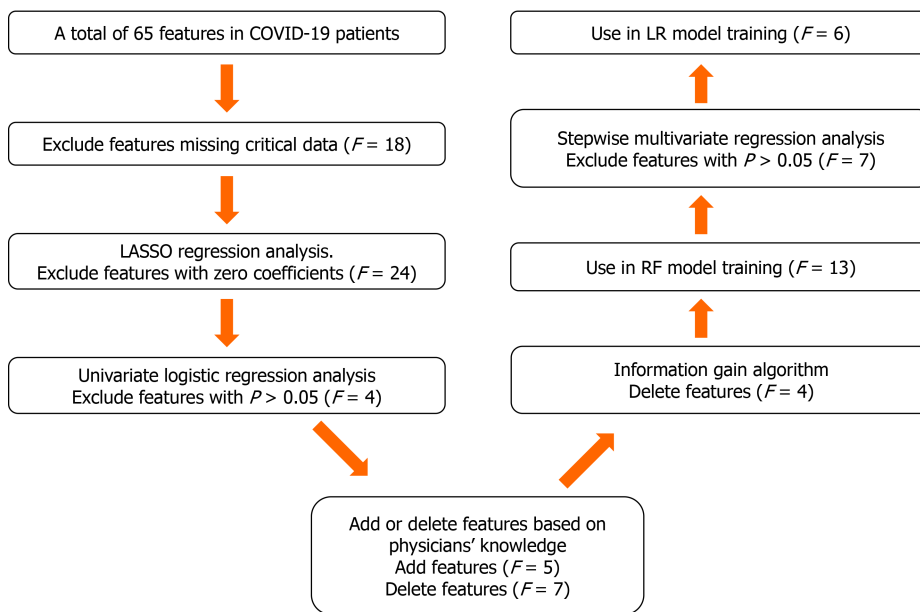 A total of 65 features in COVID-19 patients
Exclude features missing critical data (F = 18)
LASSO regression analysis.
Exclude features with zero coefficients (F = 24)
Univariate logistic regression analysis
Exclude features with P > 0.05 (F = 4)
Add or delete features based on
physicians’ knowledge
Add features (F = 5)
Delete features (F = 7)
Information gain algorithm
Delete features (F = 4)
Use in RF model training (F = 13)
Stepwise multivariate regression analysis
Exclude features with P > 0.05 (F = 7)
Use in LR model training (F = 6)